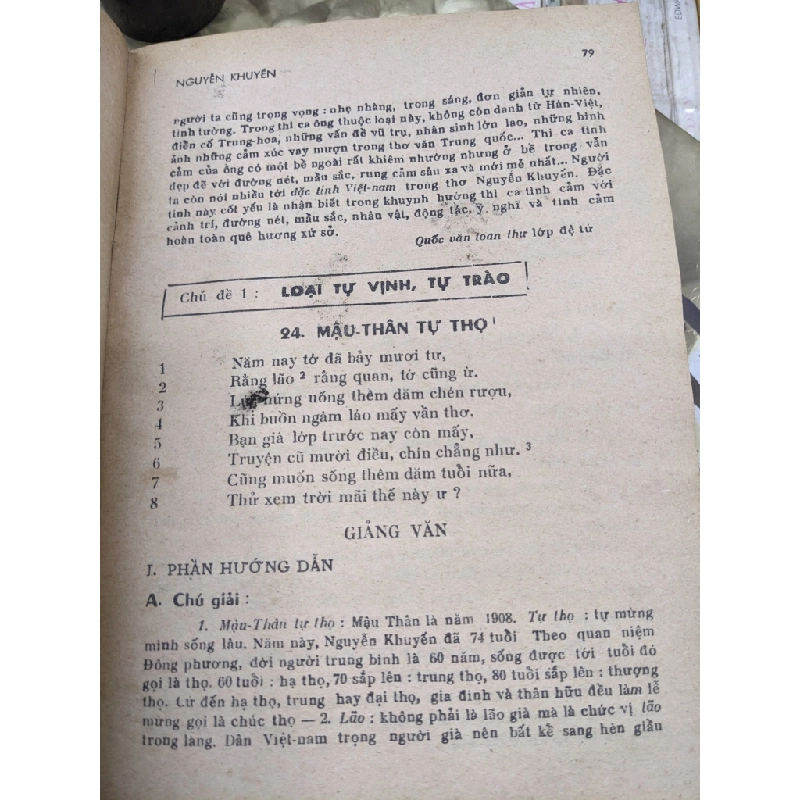 NGUYỄN KHUYẾN
79
người ta cũng trọng vọng : nhẹ nhàng, trong sáng, đơn giản tự nhiên,
tinh tường. Trong thi ca ông thuộc loại này, không còn danh từ Hán-Việt,
điển cố Trung-hoa, những vấn đề vũ trụ, nhân sinh lớn lao, những hình
ảnh những cảm xúc vay mượn trong thơ văn Trung quốc... Thi ca tình
cảm của ông có một bề ngoài rất khiêm nhường nhưng ở bề trong vẫn
đẹp đẽ với đường nét, mầu sắc, rung cảm sâu xa và mới mẻ nhất... Người
ta còn nói nhiều tới đặc tính Việt-nam trong thơ Nguyễn Khuyến. Đặc
tính này cốt yếu là nhận biết trong khuynh hướng thi ca tình cảm với
cảnh trí, đường nét, mầu sắc, nhân vật, động tác, ý nghĩ và tình cảm
hoàn toàn quê hương xứ sở.
Quốc văn toàn thư lớp đệ tứ
Chủ đề 1 : LOẠI TỰ VỊNH, TỰ TRÀO
24. MẬU-THÂN TỰ THỌ 1
1 Năm nay tớ đã bảy mươi tư,
2 Rằng lão 2 rằng quan, tớ cũng ừ.
3 hứng uống thêm dăm chén rượu,
4 Khi buồn ngâm láo mấy vần thơ.
5 Bạn già lớp trước nay còn mấy,
6 Truyện cũ mười điều, chín chẳng như. 3
7 Cũng muốn sống thêm dăm tuổi nữa,
8 Thử xem trời mãi thế này ư ?
GIẢNG VĂN
I. PHẦN HƯỚNG DẪN
A. Chú giải :
1. Mậu-Thân tự thọ : Mậu Thân là năm 1908. Tự thọ : tự mừng
mình sống lâu. Năm này, Nguyễn Khuyến đã 74 tuổi Theo quan niệm
Đông phương, đời người trung bình là 60 năm, sống được tới tuổi đó
gọi là thọ. 60 tuổi : hạ thọ, 70 sắp lên : trung thọ, 80 tuổi sắp lên : thượng
thọ. Cứ đến hạ thọ, trung hay đại thọ, gia đình và thân hữu đều làm lễ
mừng gọi là chúc thọ — 2. Lão : không phải là lão già mà là chức vị lão
trong làng. Dân Việt-nam trọng người già nên bất kể sang hèn giầu